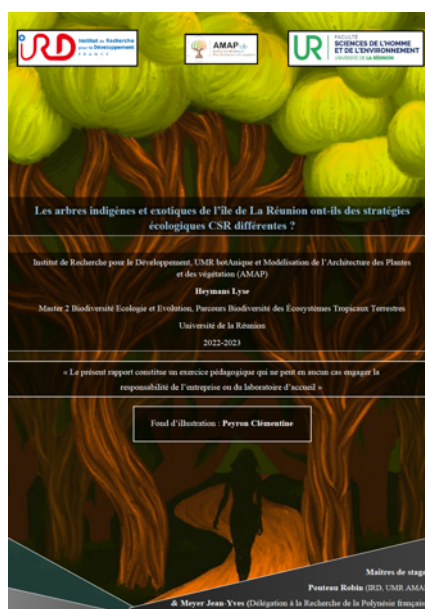 IRD
Institut de Recherche
pour le Développement
FRANCE
AMAP
UR
FACULTÉ
SCIENCES DE L'HOMME
ET DE L'ENVIRONNEMENT
UNIVERSITÉ DE LA RÉUNION
Les arbres indigènes et exotiques de l'île de La Réunion ont-ils des stratégies
écologiques CSR différentes ?
Institut de Recherche pour le Développement, UMR botAnique et Modélisation de l'Architecture des Plantes
et des végétation (AMAP)
Heymans Lyse
Master 2 Biodiversité Ecologie et Evolution, Parcours Biodiversité des Écosystèmes Tropicaux Terrestres
Université de la Réunion
2022-2023
« Le présent rapport constitue un exercice pédagogique qui ne peut en aucun cas engager la
responsabilité de l'entreprise ou du laboratoire d'accueil »
Fond d'illustration : Peyron Clémentine
Maîtres de stage
Pouteau Robin (IRD, UMR AMA
& Meyer Jean-Yves (Délégation à la Recherche de la Polynésie français